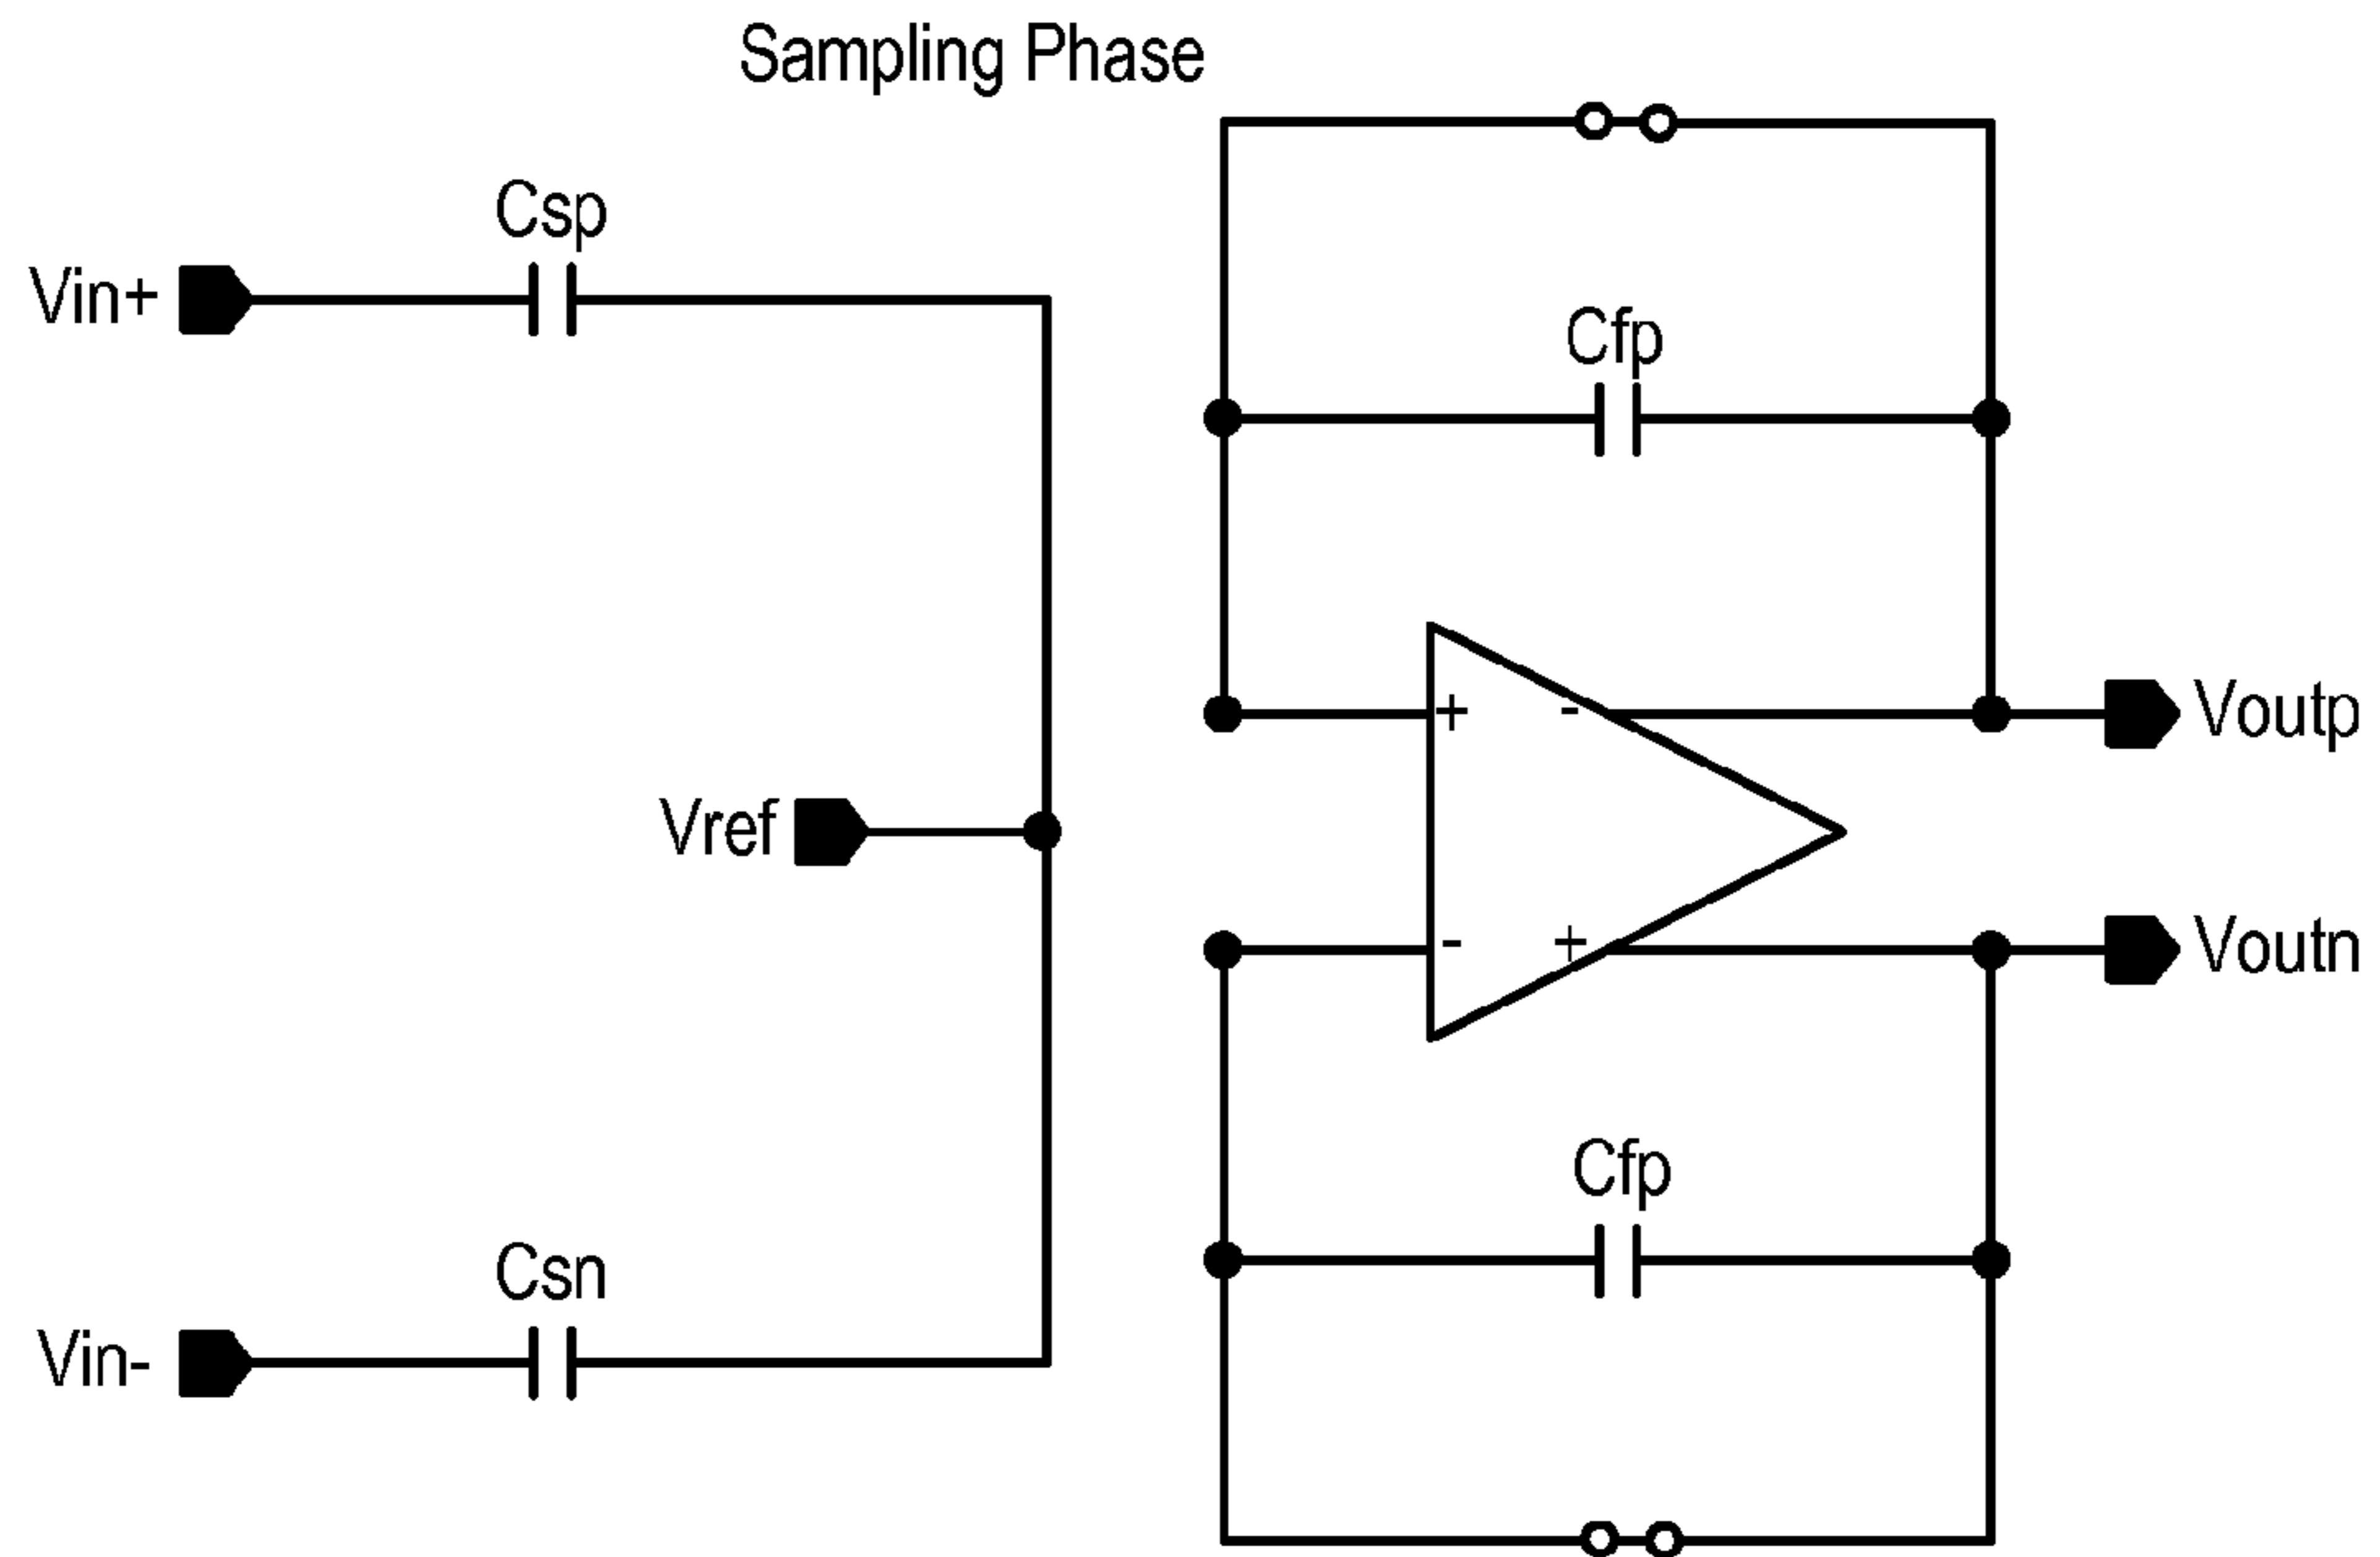 Sampling Phase
Csp
Vin+
Cfp
+ -
Voutp
Vref
- +
Voutn
Cfp
Csn
Vin-